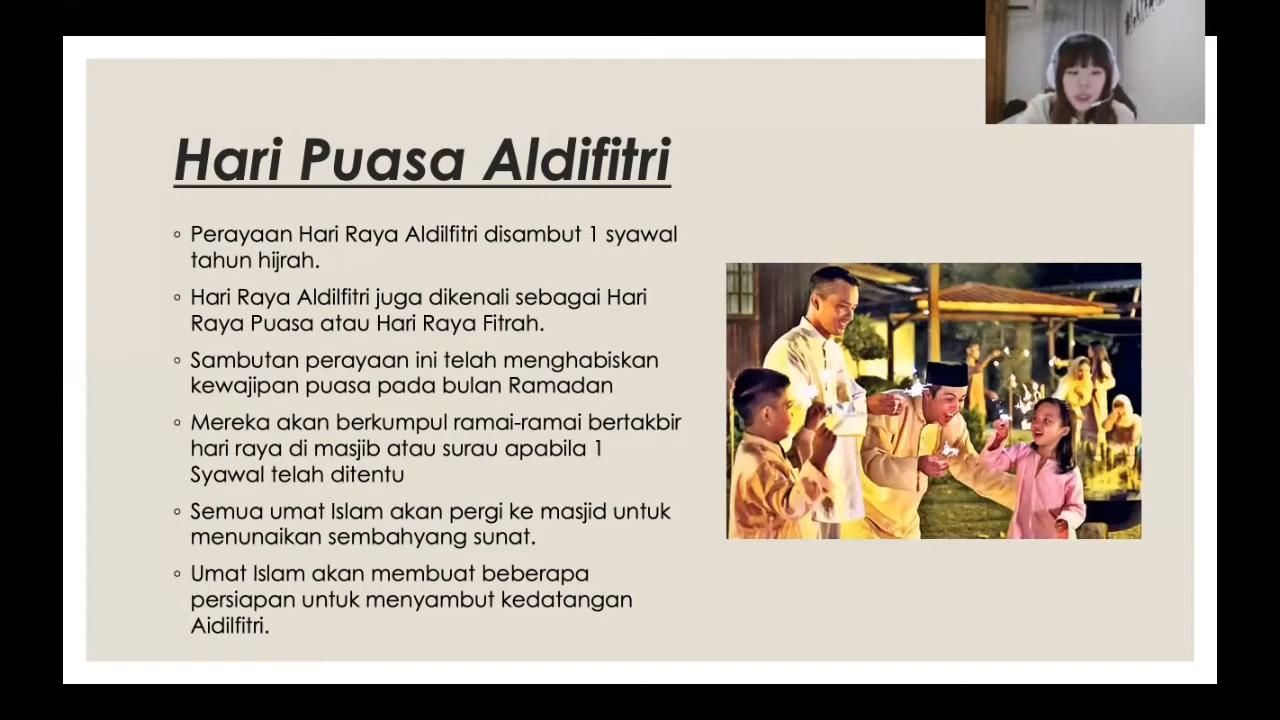 Hari Puasa Aldifitri
◦ Perayaan Hari Raya Aldilfitri disambut 1 syawal
tahun hijrah.
◦ Hari Raya Aldilfitri juga dikenali sebagai Hari
Raya Puasa atau Hari Raya Fitrah.
◦ Sambutan perayaan ini telah menghabiskan
kewajipan puasa pada bulan Ramadan
◦ Mereka akan berkumpul ramai-ramai bertakbir
hari raya di masjib atau surau apabila 1
Syawal telah ditentu
◦ Semua umat Islam akan pergi ke masjid untuk
menunaikan sembahyang sunat.
◦ Umat Islam akan membuat beberapa
persiapan untuk menyambut kedatangan
Aidilfitri.